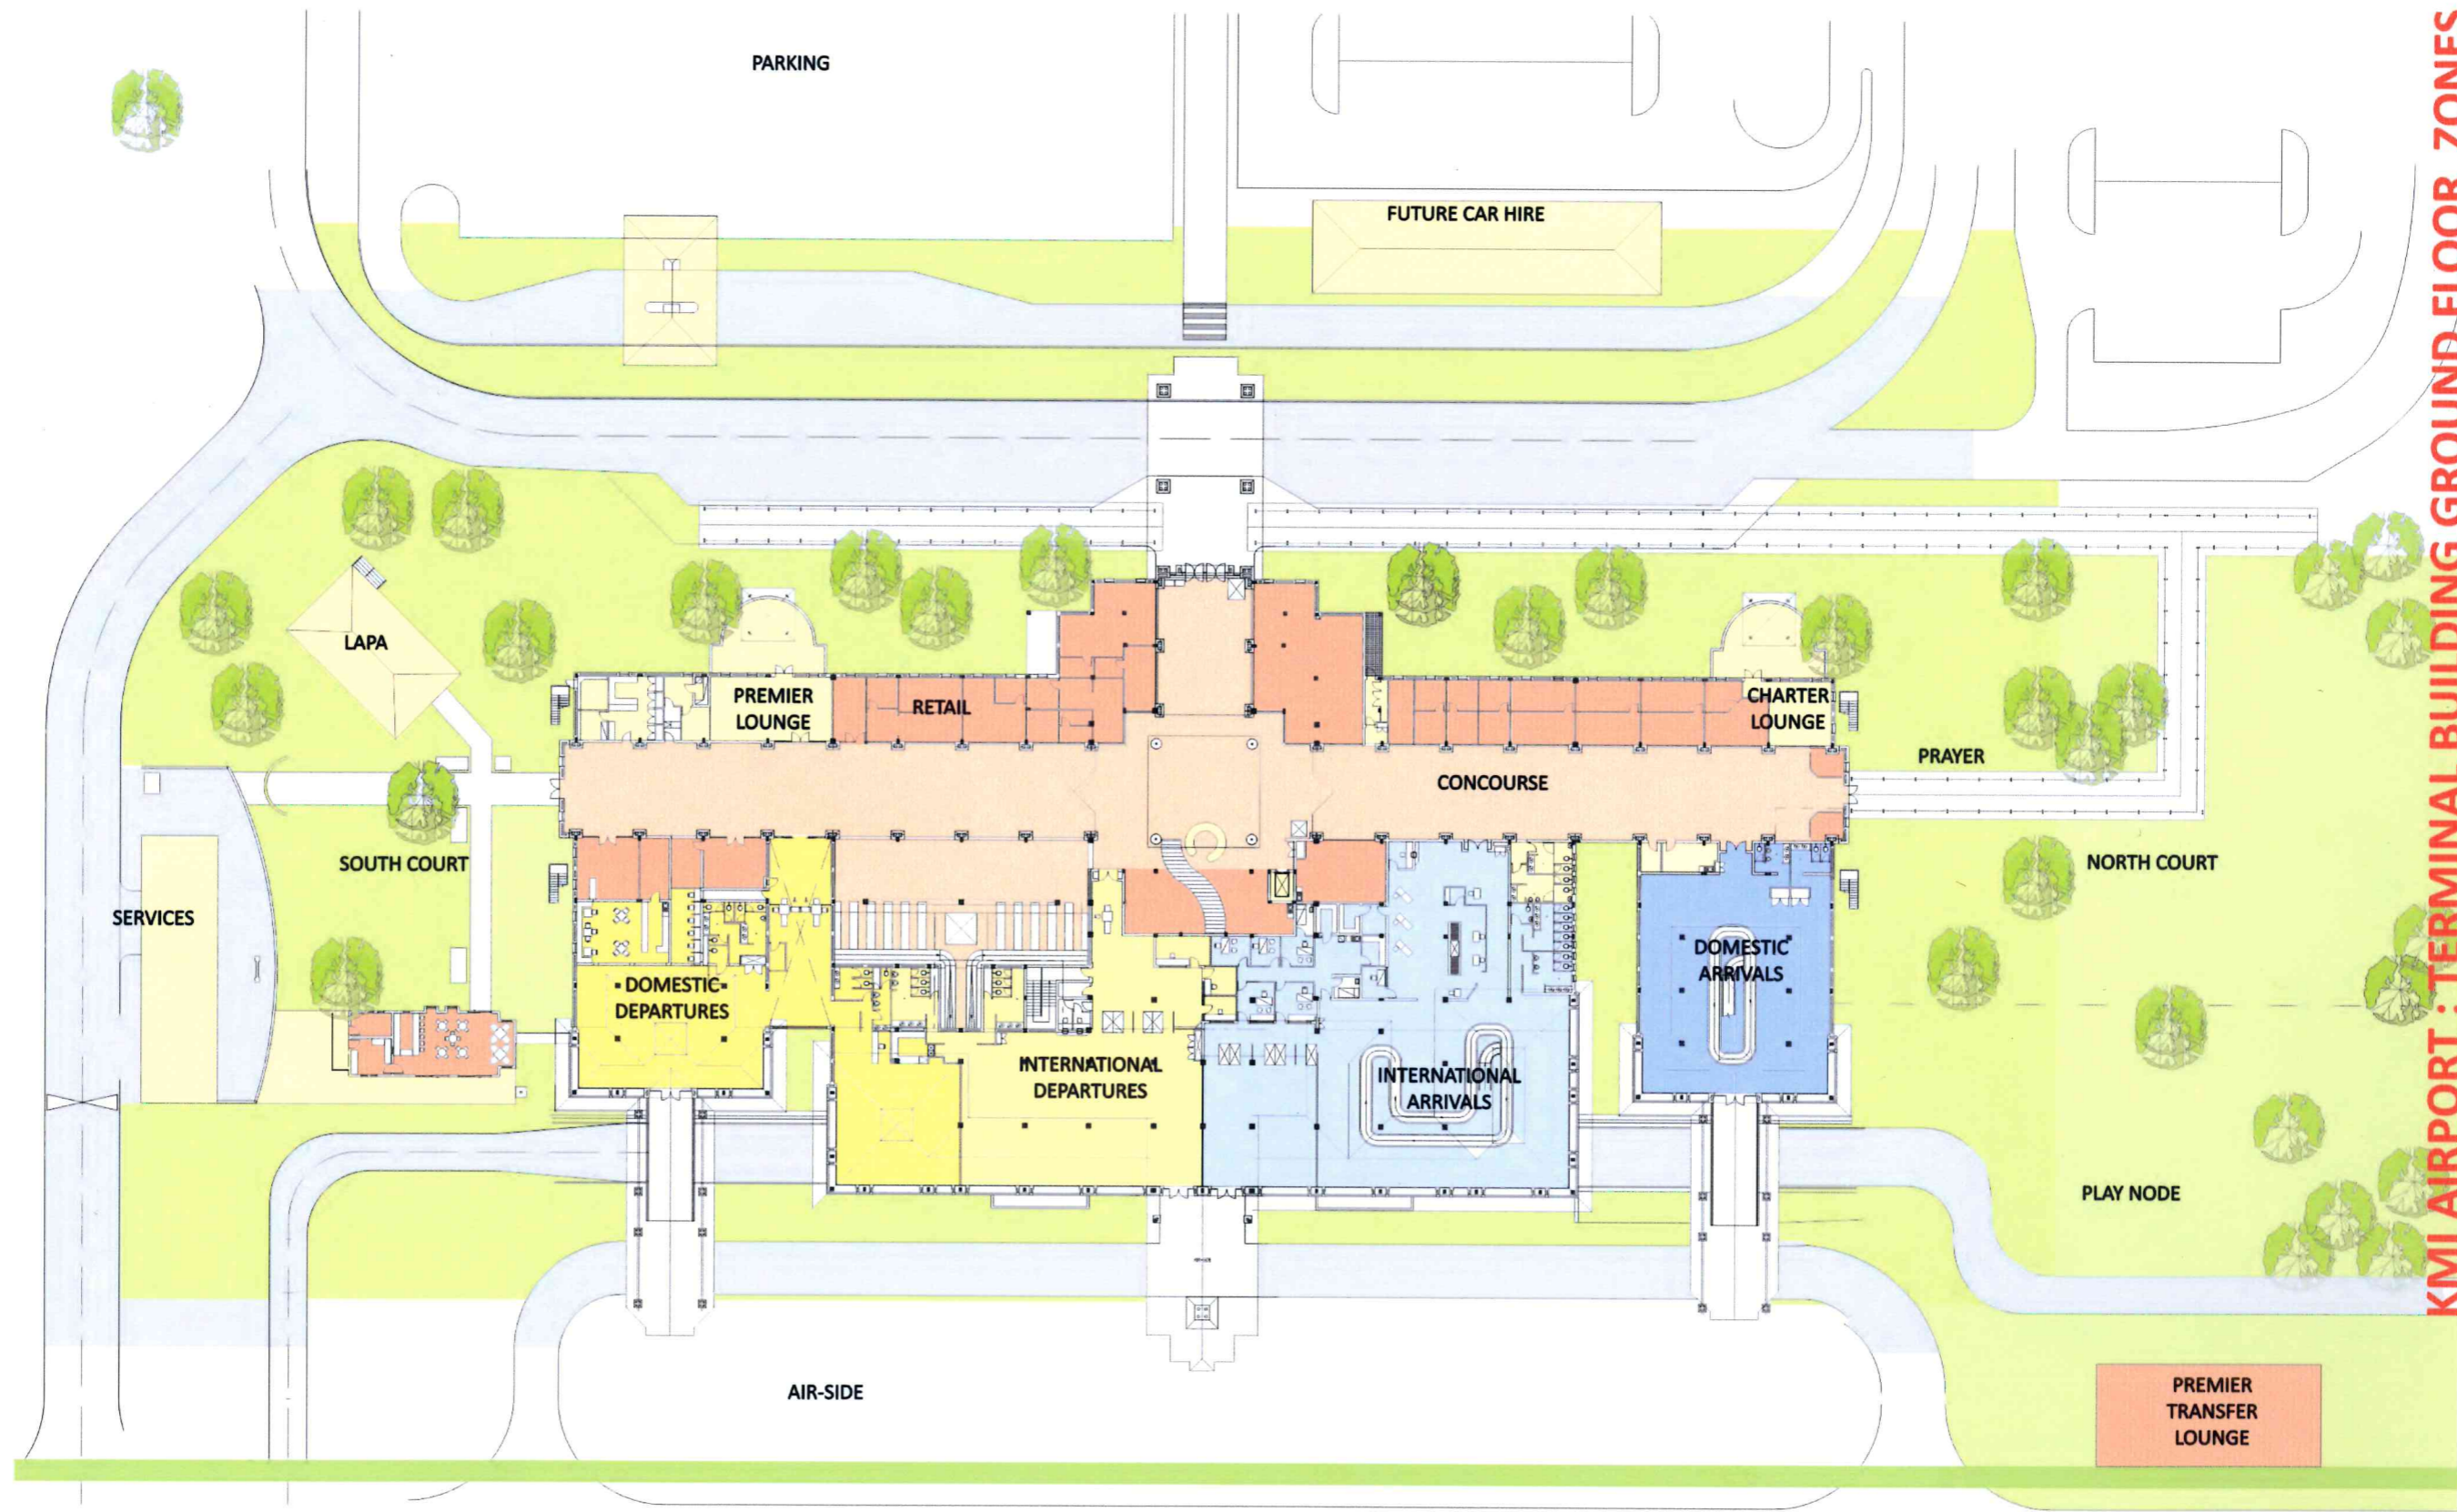 PARKING
FUTURE CAR HIRE
LAPA
PREMIER
LOUNGE
RETAIL
CHARTER
LOUNGE
PRAYER
CONCOURSE
SOUTH COURT
NORTH COURT
SERVICES
DOMESTIC
DEPARTURES
DOMESTIC
ARRIVALS
INTERNATIONAL
DEPARTURES
INTERNATIONAL
ARRIVALS
PLAY NODE
AIR-SIDE
PREMIER
TRANSFER
LOUNGE
KMI AIRPORT : TERMINAL BUILDING GROUND FLOOR ZONES